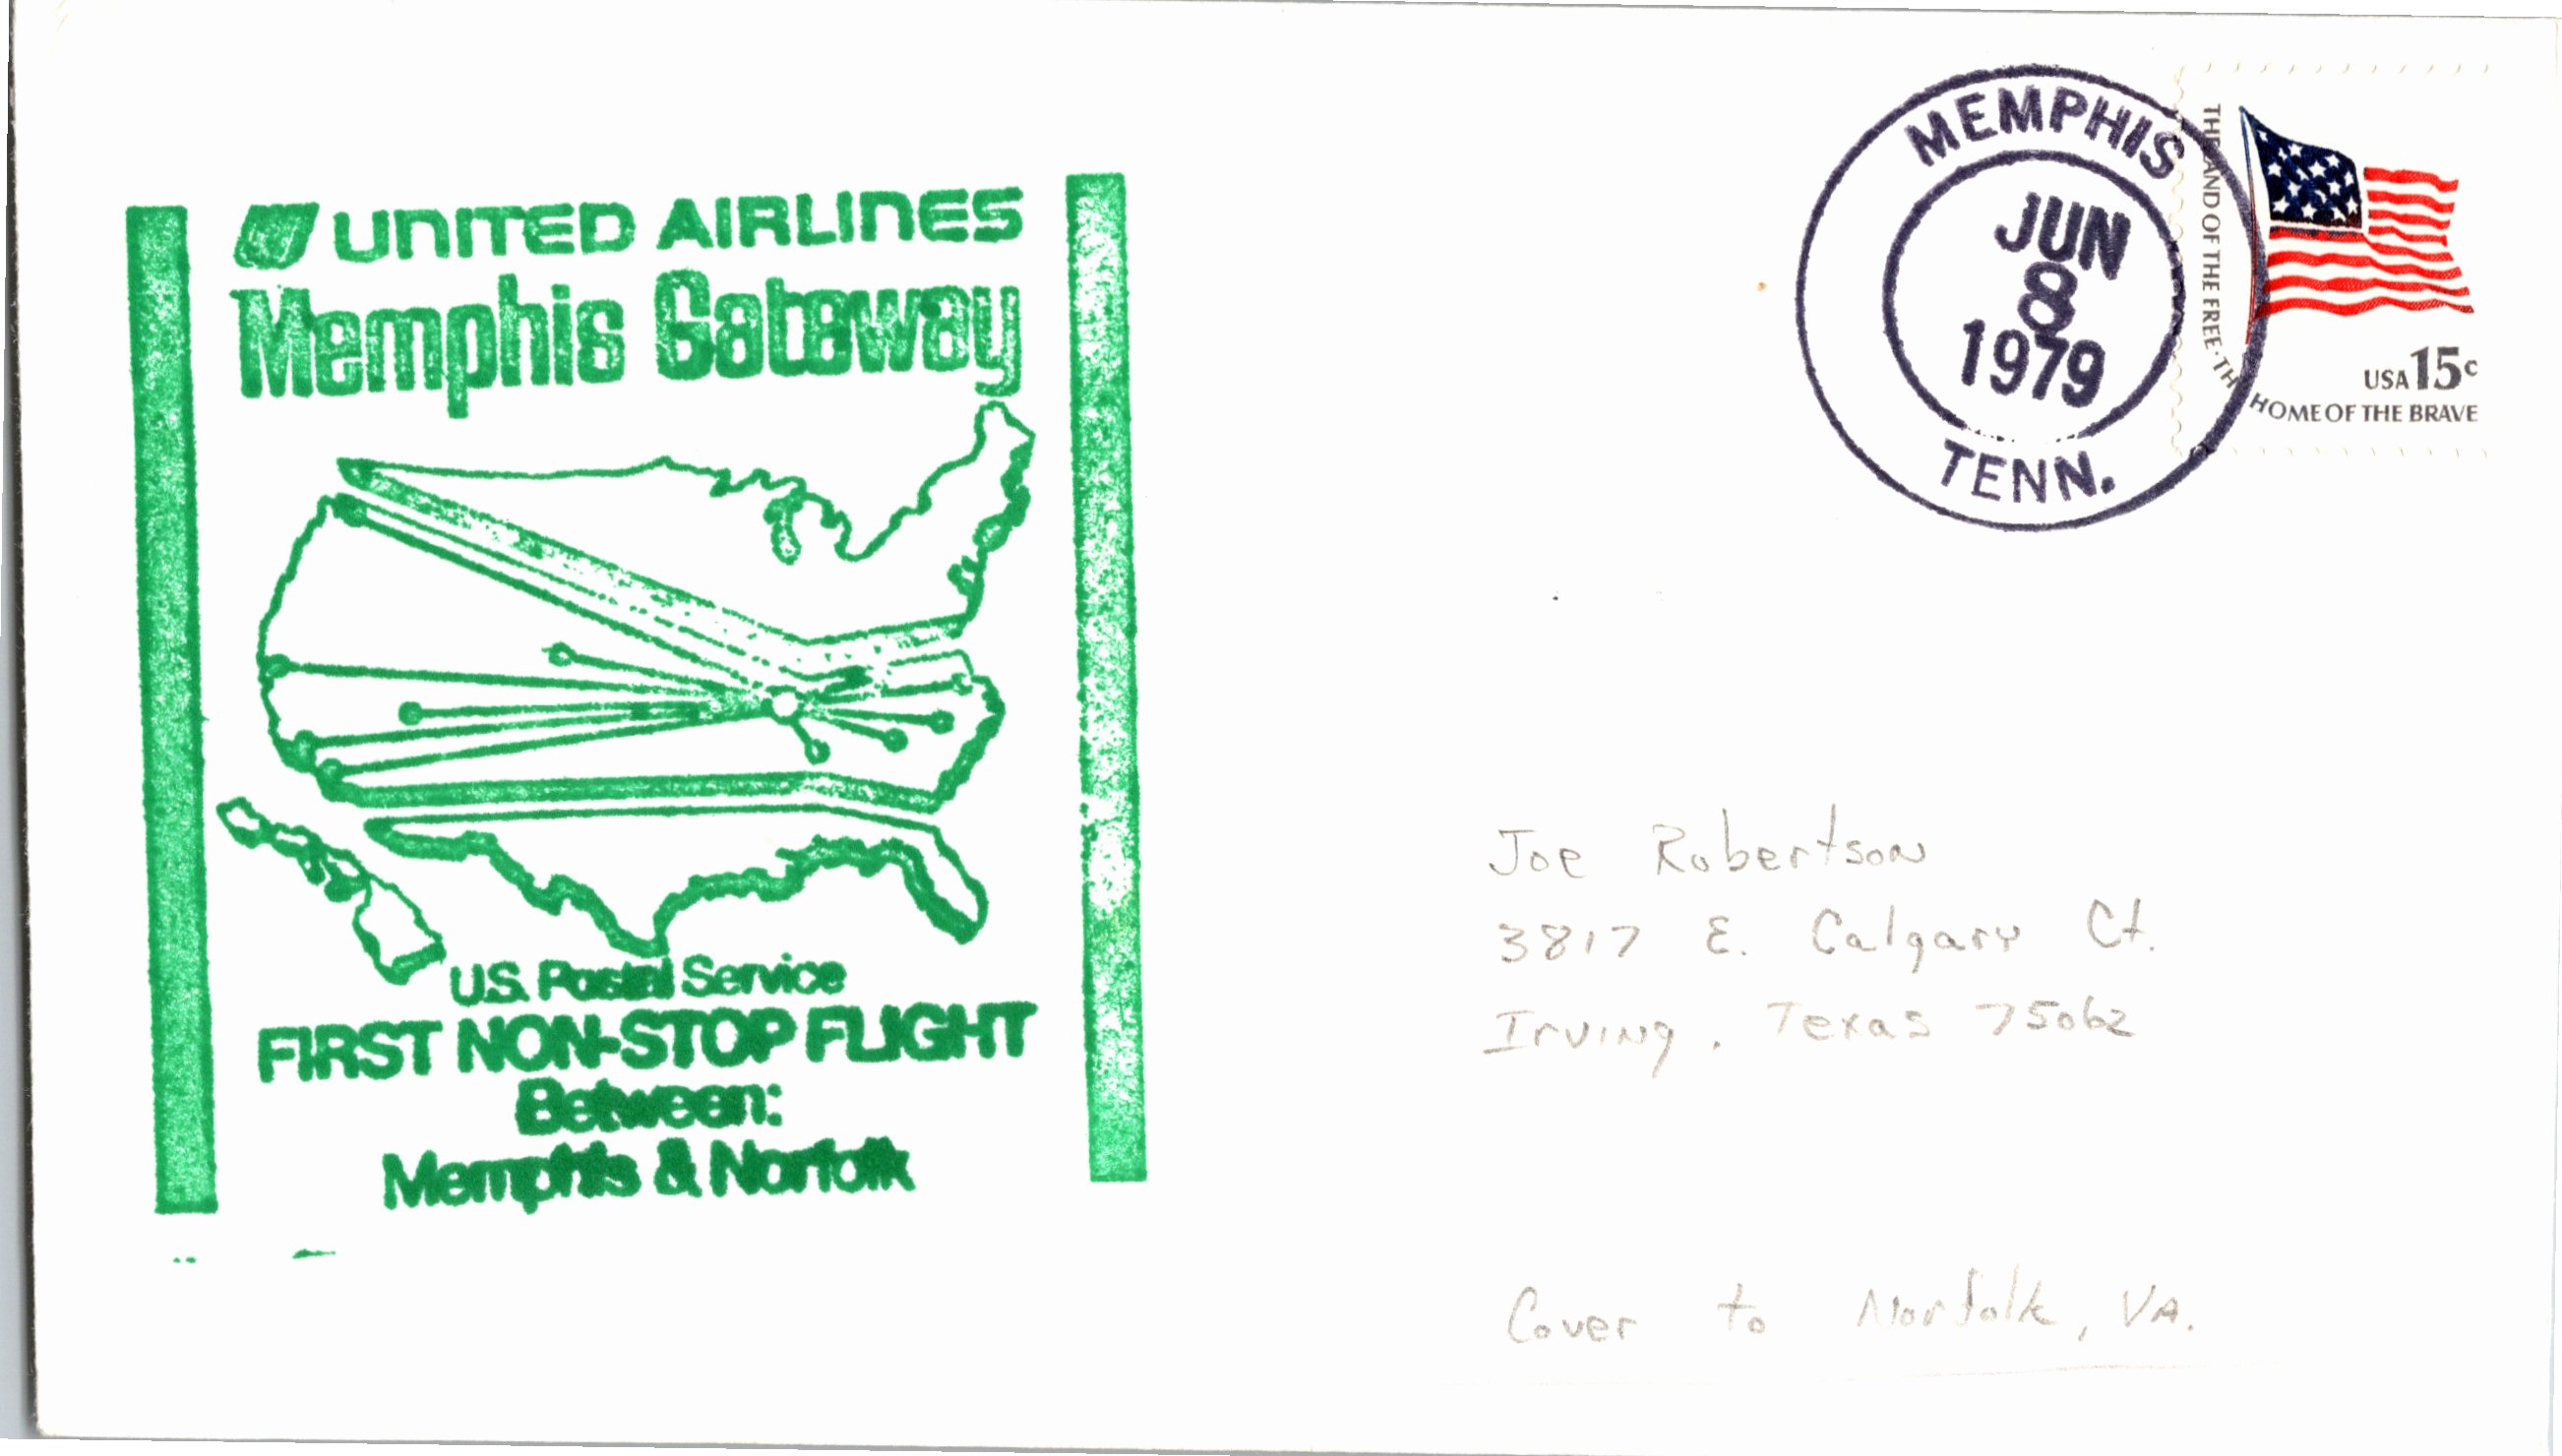 UNITED AIRLINES
Memphis Gateway
U.S. Postal Service
FIRST NON-STOP FLIGHT
Between:
Memphis & Norfolk
MEMPHIS
JUN
8
1979
TENN.
THE LAND OF THE FREE · THE HOME OF THE BRAVE
USA 15c
Joe Robertson
3817 E. Calgary Ct.
Irving, Texas 75062
Cover to Norfolk, VA.